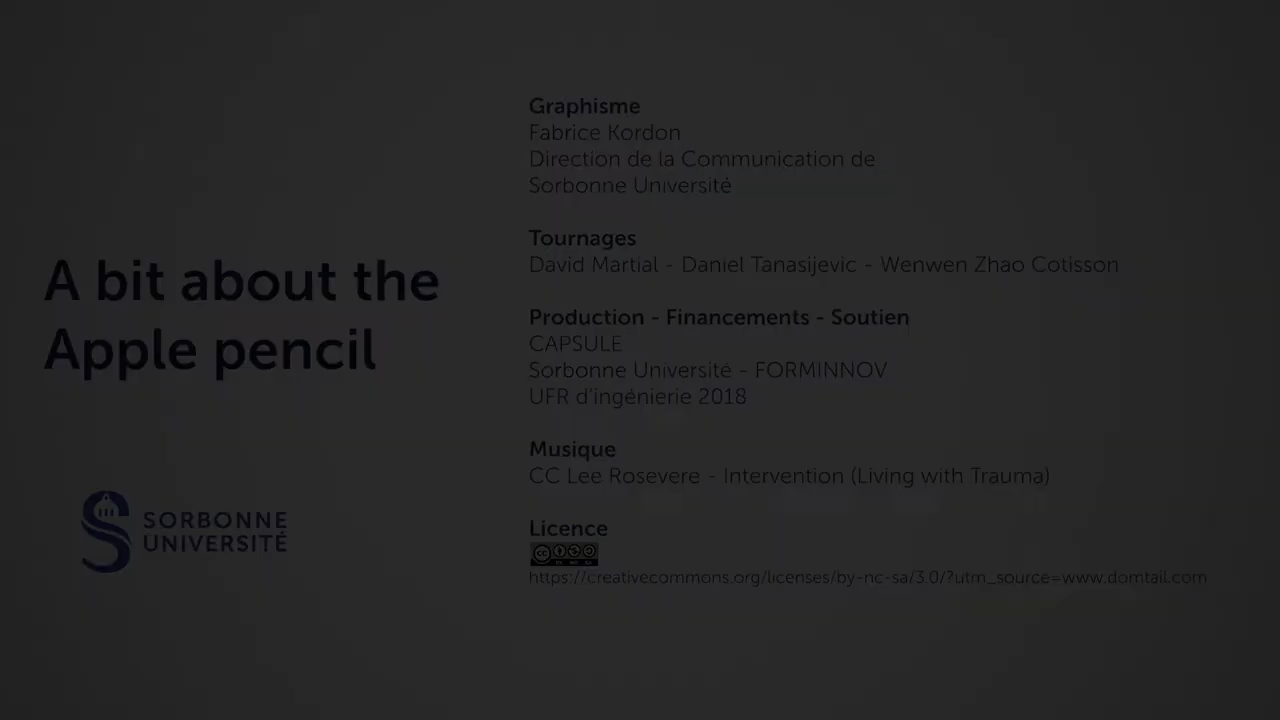 A bit about the
Apple pencil
SORBONNE
UNIVERSITÉ
Graphisme
Fabrice Kordon
Direction de la Communication de
Sorbonne Université
Tournages
David Martial - Daniel Tanasijevic - Wenwen Zhao Cotisson
Production - Financements - Soutien
CAPSULE
Sorbonne Université - FORMINNOV
UFR d'ingénierie 2018
Musique
CC Lee Rosevere - Intervention (Living with Trauma)
Licence
https://creativecommons.org/licenses/by-nc-sa/3.0/?utm_source=www.domtail.com